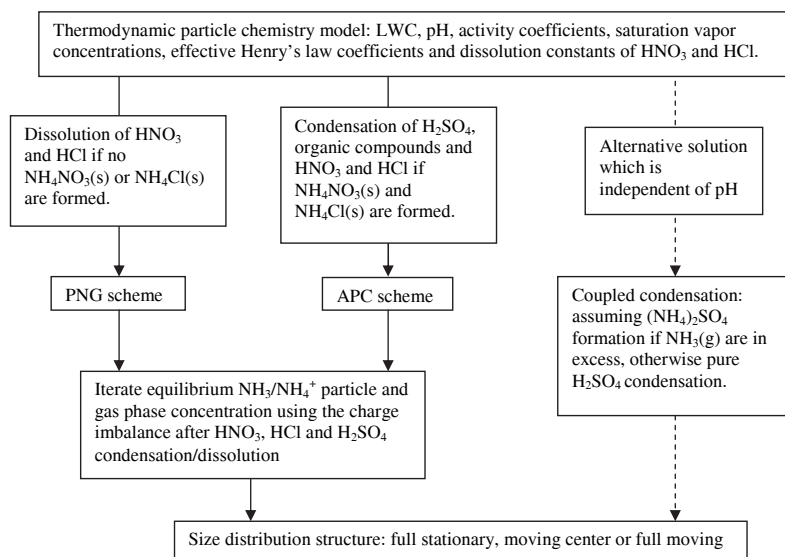 Thermodynamic particle chemistry model: LWC, pH, activity coefficients, saturation vapor
concentrations, effective Henry's law coefficients and dissolution constants of HNO₃ and HCl.
Dissolution of HNO₃
and HCl if no
NH₄NO₃(s) or NH₄Cl(s)
are formed.
Condensation of H₂SO₄,
organic compounds and
HNO₃ and HCl if
NH₄NO₃(s) and
NH₄Cl(s) are formed.
Alternative solution
which is
independent of pH
PNG scheme
APC scheme
Coupled condensation:
assuming (NH₄)₂SO₄
formation if NH₃(g) are in
excess, otherwise pure
H₂SO₄ condensation.
Iterate equilibrium NH₃/NH₄⁺ particle and
gas phase concentration using the charge
imbalance after HNO₃, HCl and H₂SO₄
condensation/dissolution
Size distribution structure: full stationary, moving center or full moving